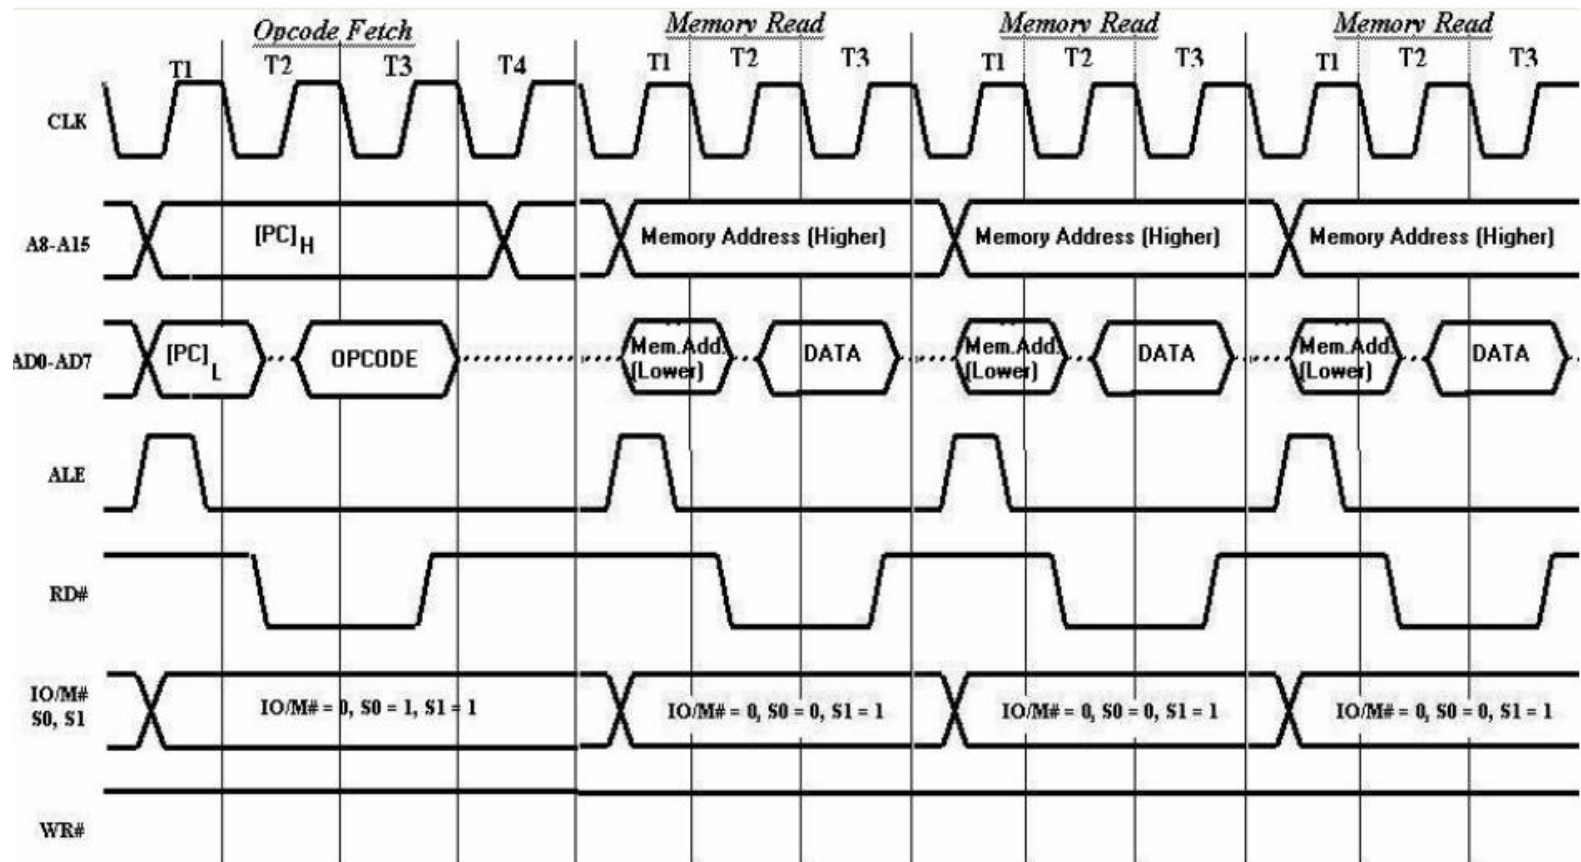 Opcode Fetch Memory Read Memory Read Memory Read
T1 T2 T3 T4 T1 T2 T3 T1 T2 T3 T1 T2 T3
CLK
A8-A15 [PC]H Memory Address (Higher) Memory Address (Higher) Memory Address (Higher)
AD0-AD7 [PC]L OPCODE Mem.Add. (Lower) DATA Mem.Add. (Lower) DATA Mem.Add. (Lower) DATA
ALE
RD#
IO/M#
S0, S1
IO/M# = 0, S0 = 1, S1 = 1 IO/M# = 0, S0 = 0, S1 = 1 IO/M# = 0, S0 = 0, S1 = 1 IO/M# = 0, S0 = 0, S1 = 1
WR#